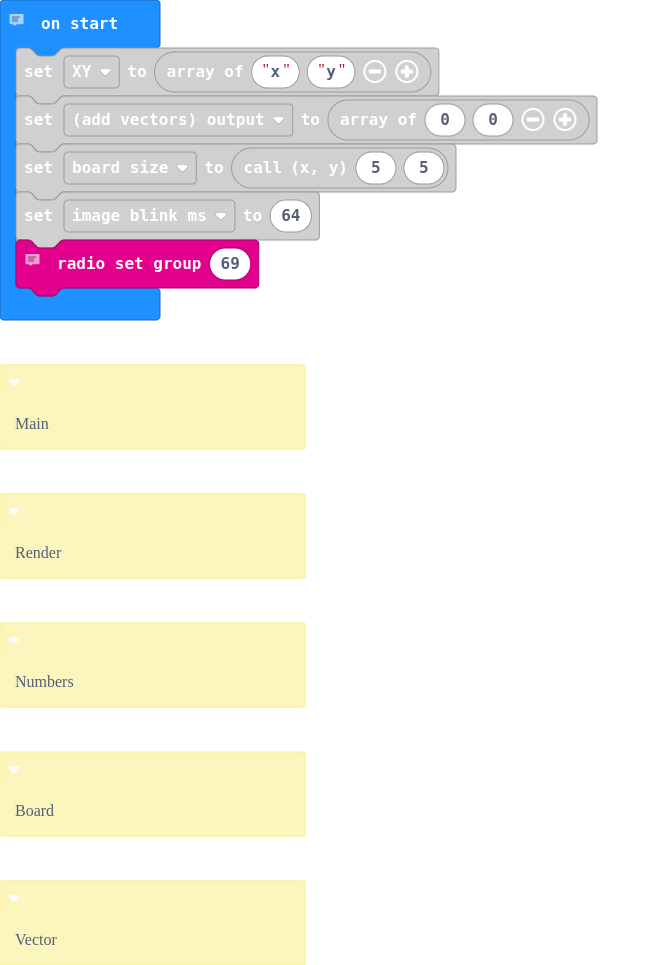 on start
set XY to array of "x" "y"
set (add vectors) output to array of 0 0
set board size to call (x, y) 5 5
set image blink ms to 64
radio set group 69
Main
Render
Numbers
Board
Vector